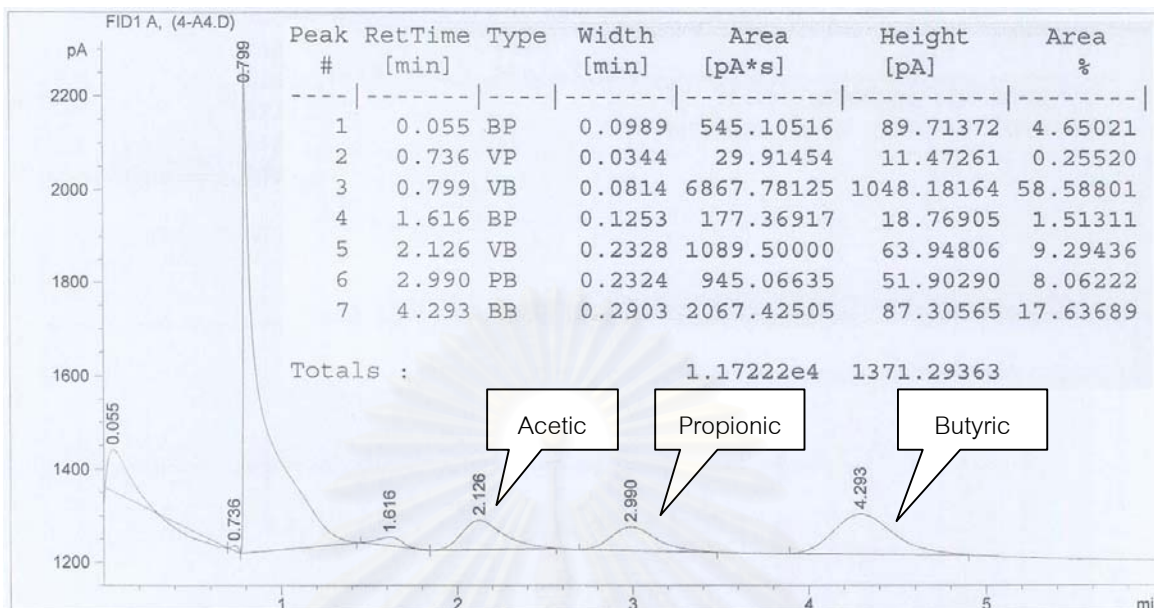 FID1 A, (4-A4.D)
pA
Peak RetTime Type Width Area Height Area
# [min] [min] [pA*s] [pA] %
1 0.055 BP 0.0989 545.10516 89.71372 4.65021
2 0.736 VP 0.0344 29.91454 11.47261 0.25520
3 0.799 VB 0.0814 6867.78125 1048.18164 58.58801
4 1.616 BP 0.1253 177.36917 18.76905 1.51311
5 2.126 VB 0.2328 1089.50000 63.94806 9.29436
6 2.990 PB 0.2324 945.06635 51.90290 8.06222
7 4.293 BB 0.2903 2067.42505 87.30565 17.63689
Totals : 1.17222e4 1371.29363
Acetic
Propionic
Butyric
0.055
0.736
0.799
1.616
2.126
2.990
4.293
2200
2000
1800
1600
1400
1200
1 2 3 4 5